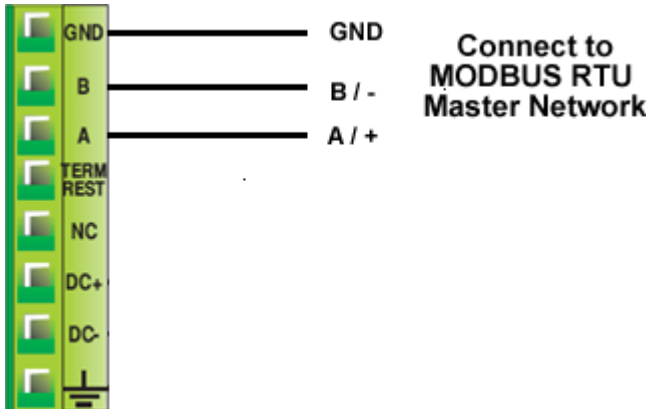 GND
GND
B
B / -
A
A / +
TERM
REST
NC
DC+
DC-
Connect to
MODBUS RTU
Master Network